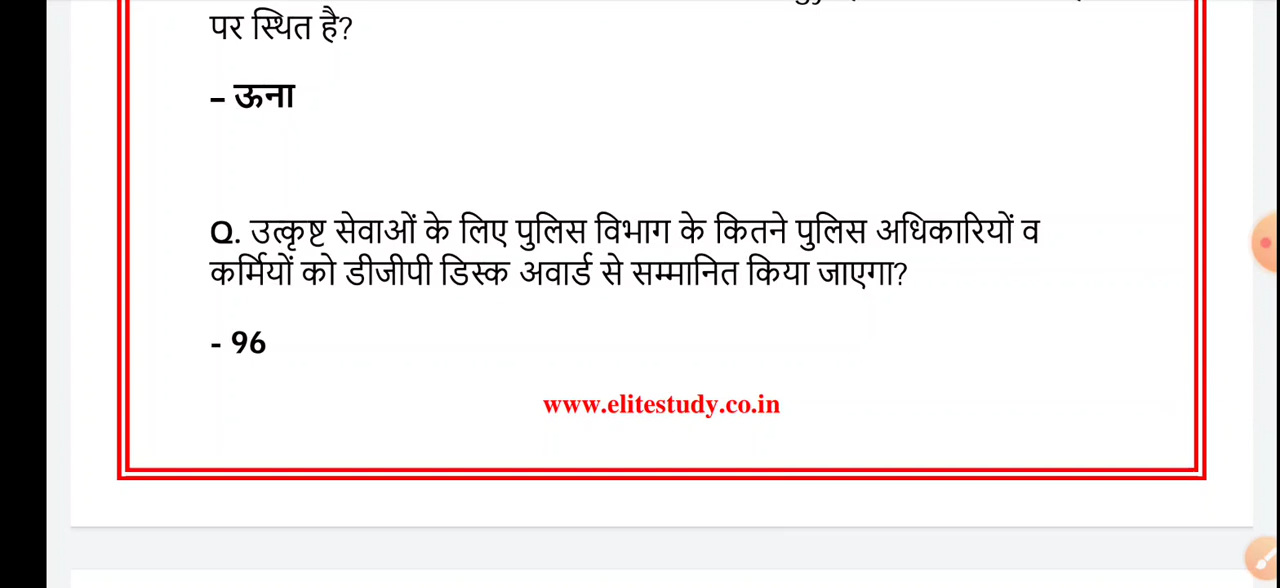 पर स्थित है?
– ऊना
Q. उत्कृष्ट सेवाओं के लिए पुलिस विभाग के कितने पुलिस अधिकारियों व
कर्मियों को डीजीपी डिस्क अवार्ड से सम्मानित किया जाएगा?
- 96
www.elitestudy.co.in